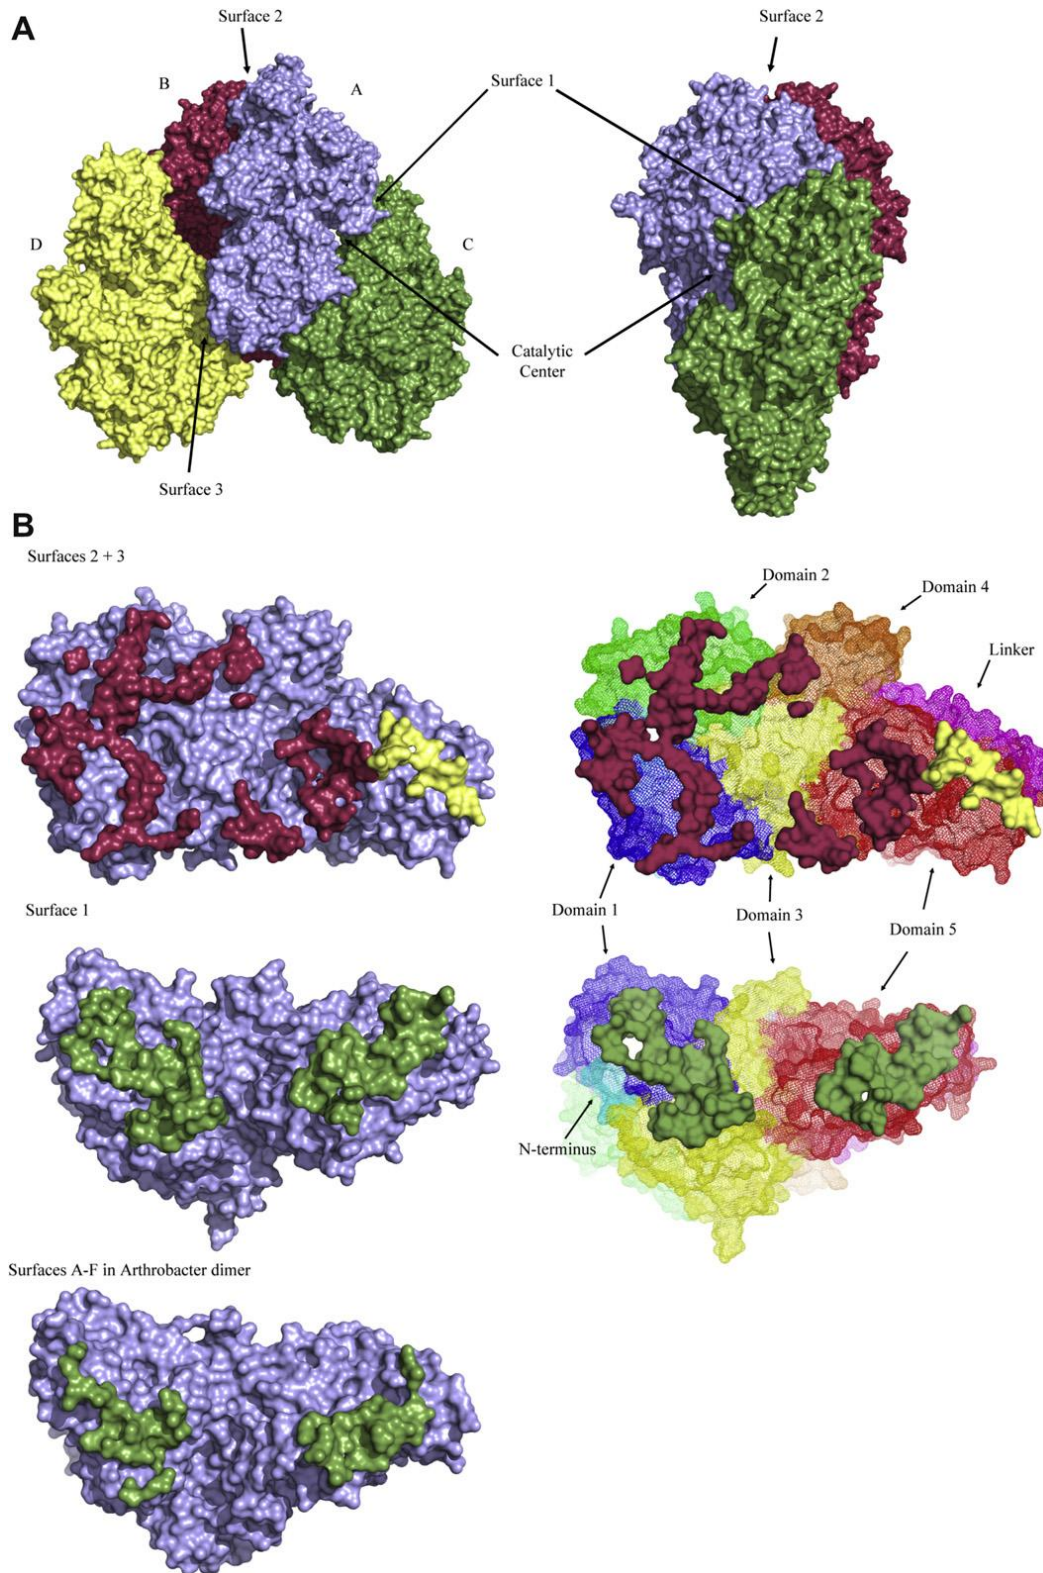 A
Surface 2
Surface 2
B
A
Surface 1
D
C
Catalytic
Center
Surface 3
B
Surfaces 2 + 3
Domain 2
Domain 4
Linker
Surface 1
Domain 1
Domain 3
Domain 5
N-terminus
Surfaces A-F in Arthrobacter dimer